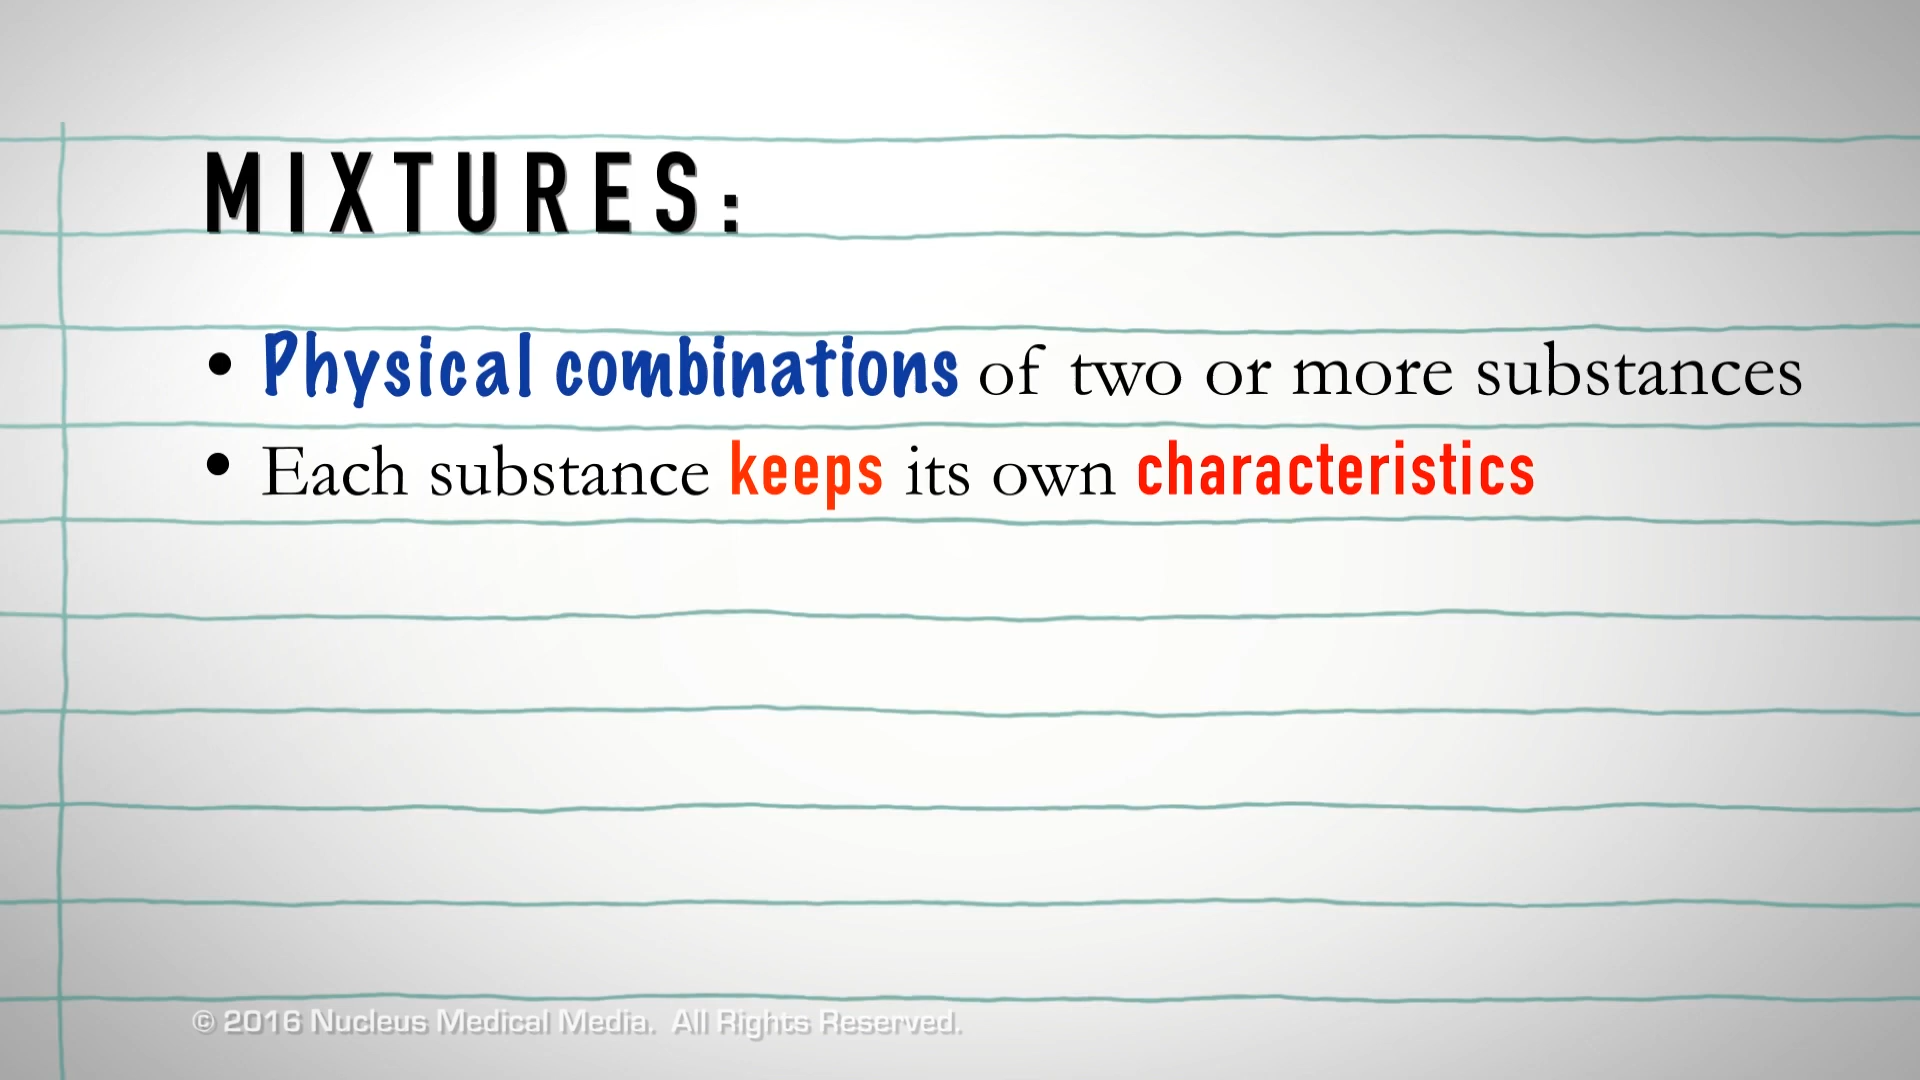 MIXTURES:
• Physical combinations of two or more substances
• Each substance keeps its own characteristics
© 2016 Nucleus Medical Media. All Rights Reserved.